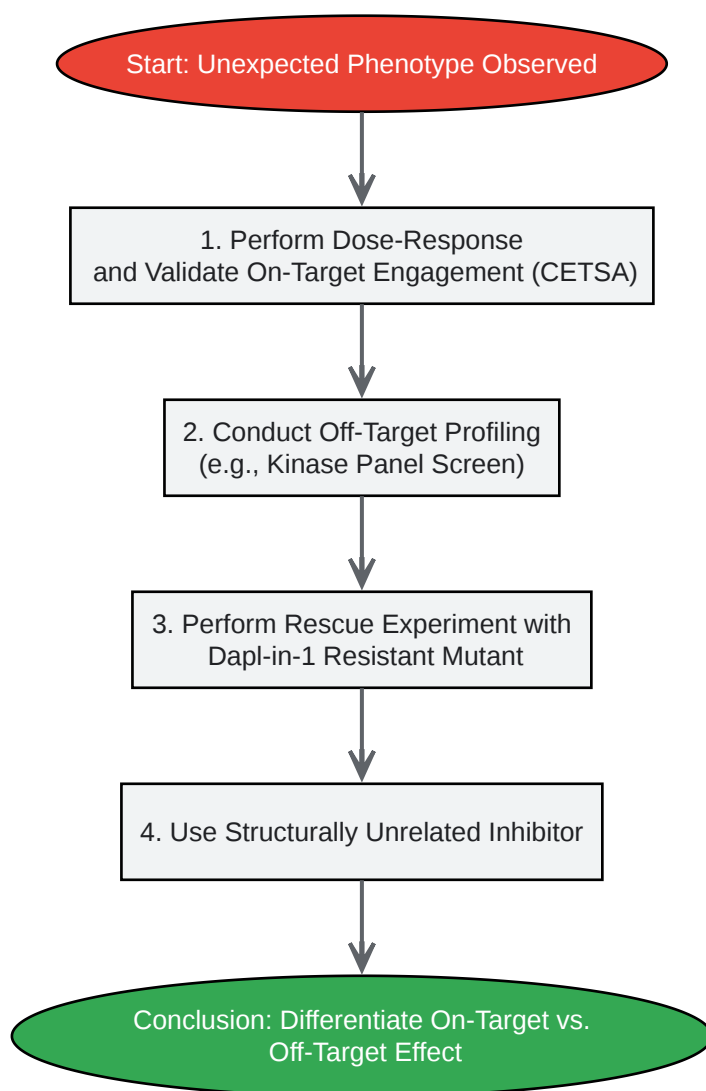 Start: Unexpected Phenotype Observed
1. Perform Dose-Response
and Validate On-Target Engagement (CETSA)
2. Conduct Off-Target Profiling
(e.g., Kinase Panel Screen)
3. Perform Rescue Experiment with
Dapl-in-1 Resistant Mutant
4. Use Structurally Unrelated Inhibitor
Conclusion: Differentiate On-Target vs.
Off-Target Effect